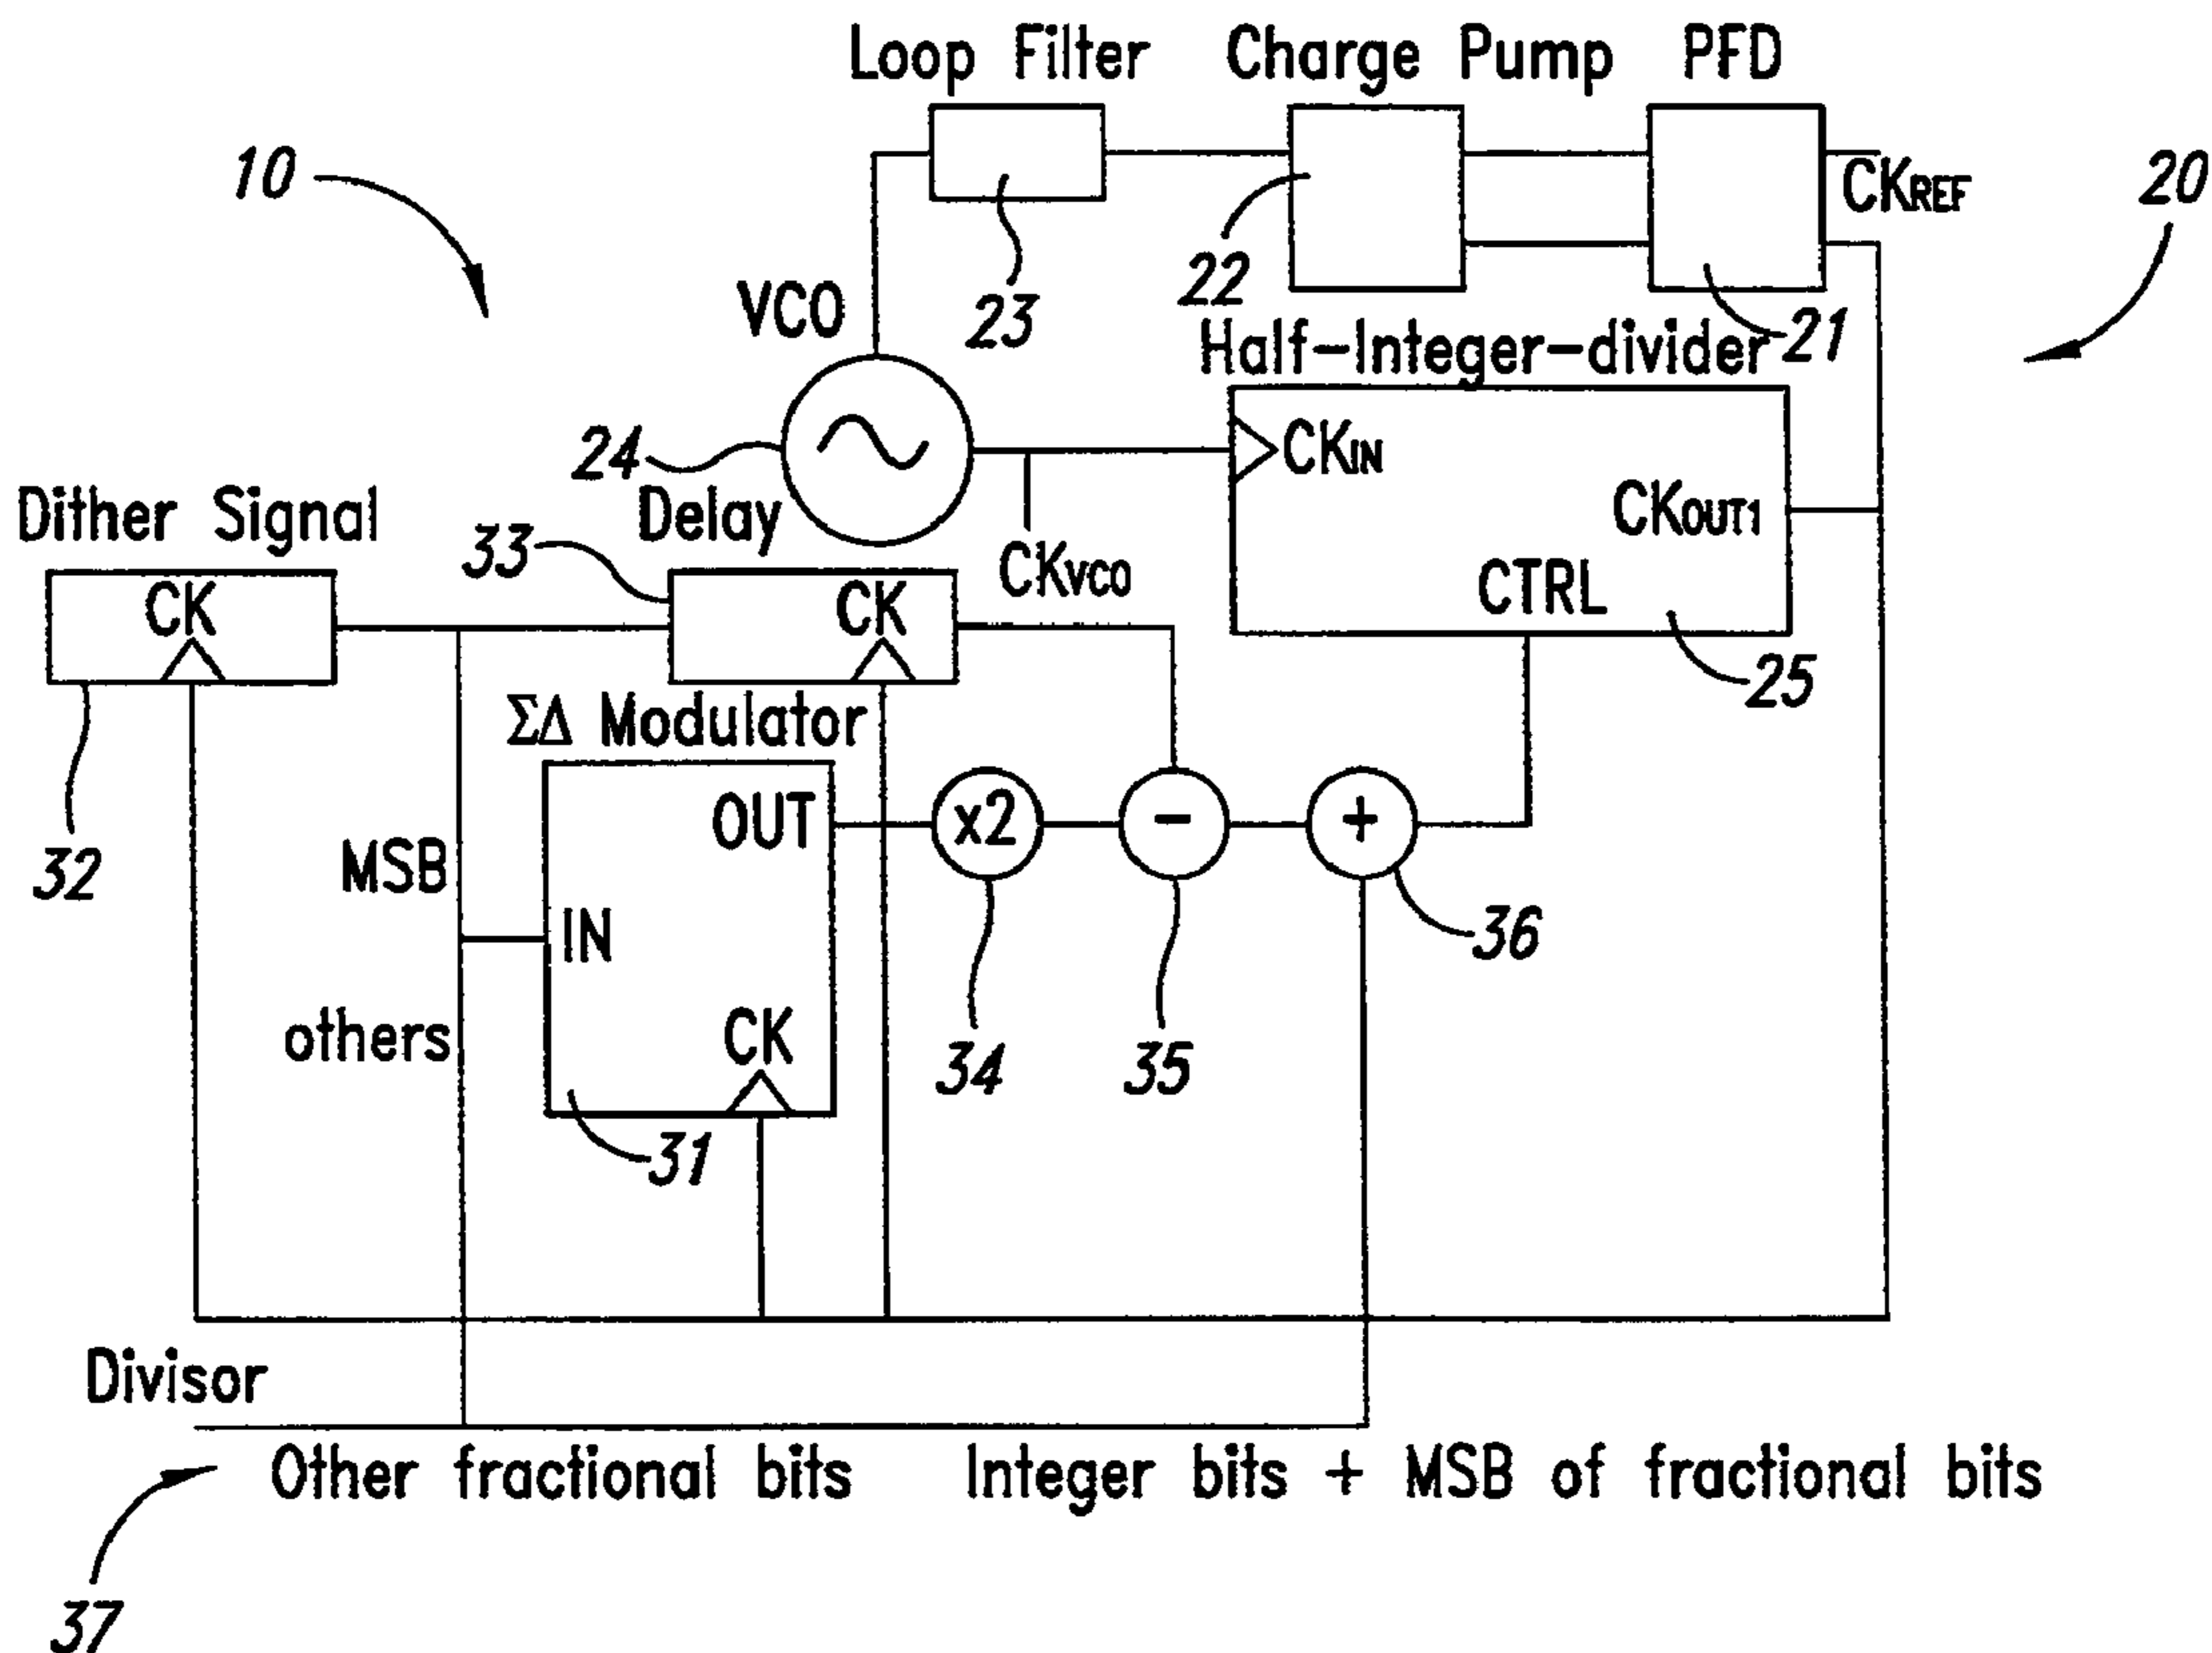 Loop Filter Charge Pump PFD
10
CKREF
20
22
23
VCO
21
Half-Integer-divider
24
CKIN
Delay
Dither Signal
33
CKOUT1
CKVCO
CK
CK
CTRL
25
ΣΔ Modulator
OUT
x2
-
+
MSB
32
IN
36
others
CK
34
35
31
Divisor
Other fractional bits Integer bits + MSB of fractional bits
37